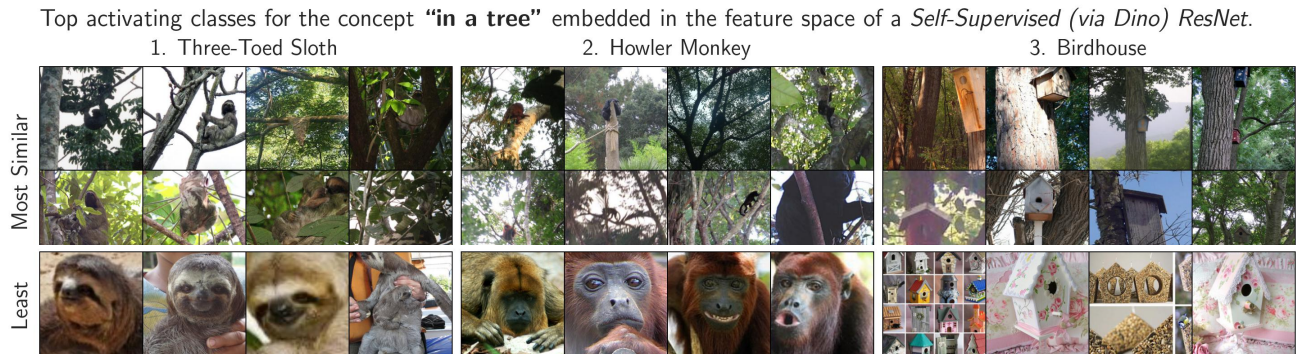 Top activating classes for the concept “in a tree” embedded in the feature space of a Self-Supervised (via Dino) ResNet.
1. Three-Toed Sloth
2. Howler Monkey
3. Birdhouse
Most Similar
Least